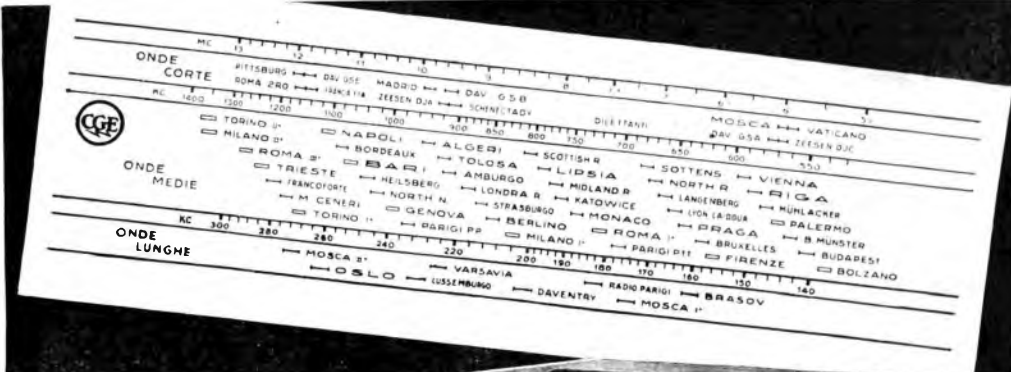 MC 13 12 11 10 9 8 7 6 5
ONDE CORTE
PITTSBURG DAV GSE MADRID DAV GSB MOSCA VATICANO
ROMA 2RO ZEESEN DJA SCHENECTADY DILETTANTI DAV GSA ZEESEN DJC
KC 1400 1300 1200 1100 1000 900 850 800 750 700 650 600 550
CGE
ONDE MEDIE
TORINO II° NAPOLI ALGERI SCOTTISH R SOTTENS VIENNA
MILANO II° BORDEAUX TOLOSA LIPSIA NORTH R RIGA
ROMA III° BARI AMBURGO MIDLAND R LANGENBERG MÜHLACKER
TRIESTE HEILSBERG LONDRA R KATOWICE LYON LA DOUA PALERMO
FRANCOFORTE NORTH N. STRASBURGO MONACO PRAGA B. MÜNSTER
M. CENERI GENOVA BERLINO ROMA I° BRUXELLES BUDAPEST
TORINO I° PARIGI PP MILANO I° PARIGI PTT FIRENZE BOLZANO
KC 300 280 260 240 220 200 190 180 170 160 150 140
ONDE LUNGHE
MOSCA II° VARSAVIA RADIO PARIGI BRASOV
OSLO LUSSEMBURGO DAVENTRY MOSCA I°